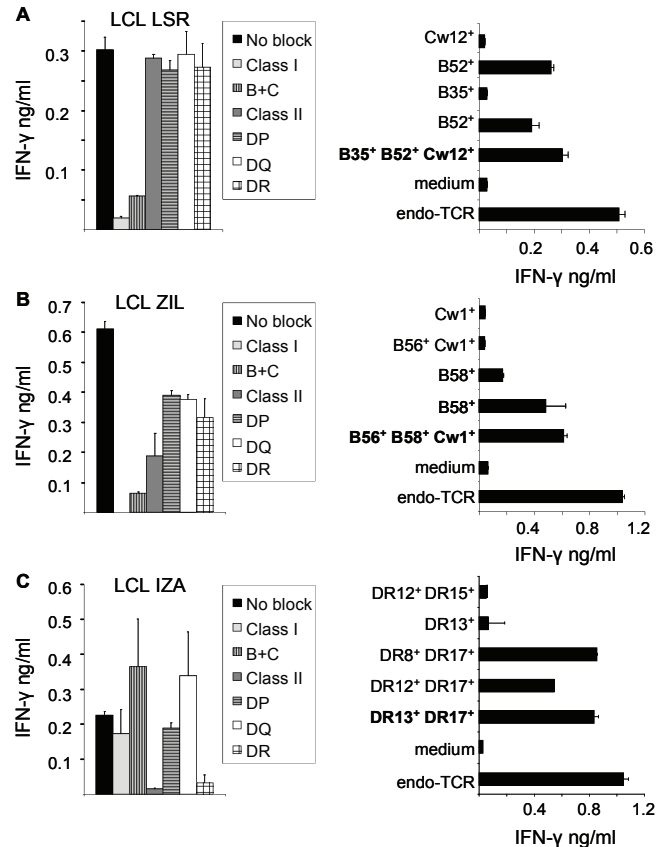 A
LCL LSR
IFN-γ ng/ml
0.3
0.2
0.1
No block
Class I
B+C
Class II
DP
DQ
DR
Cw12+
B52+
B35+
B52+
B35+ B52+ Cw12+
medium
endo-TCR
0.2 0.4 0.6
IFN-γ ng/ml
B
LCL ZIL
IFN-γ ng/ml
0.7
0.6
0.5
0.4
0.3
0.2
0.1
No block
Class I
B+C
Class II
DP
DQ
DR
Cw1+
B56+ Cw1+
B58+
B58+
B56+ B58+ Cw1+
medium
endo-TCR
0.4 0.8 1.2
IFN-γ ng/ml
C
LCL IZA
IFN-γ ng/ml
0.6
0.5
0.4
0.3
0.2
0.1
No block
Class I
B+C
Class II
DP
DQ
DR
DR12+ DR15+
DR13+
DR8+ DR17+
DR12+ DR17+
DR13+ DR17+
medium
endo-TCR
0.4 0.8 1.2
IFN-γ ng/ml